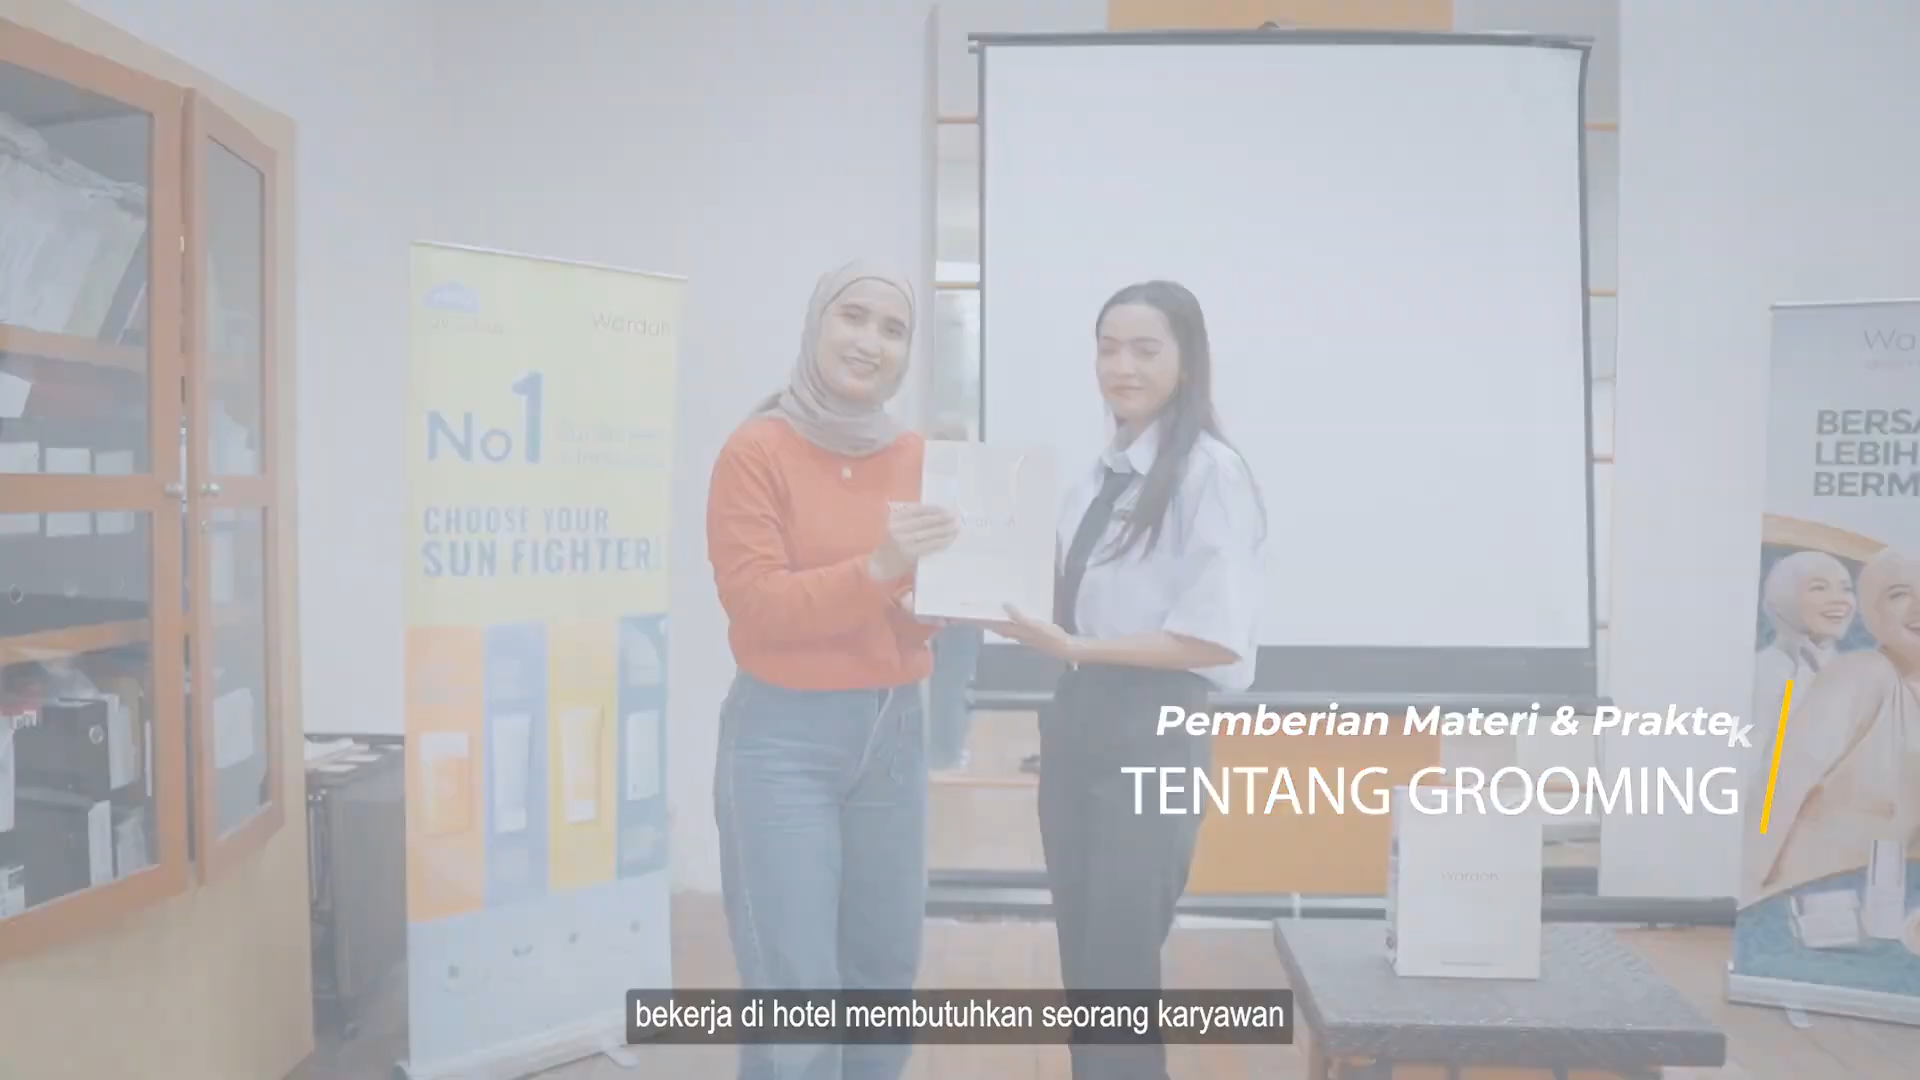 Wardah
No1
CHOOSE YOUR
SUN FIGHTER!
Wa
BERSA
LEBIH
BERM
Pemberian Materi & Praktek
TENTANG GROOMING
Wardah
bekerja di hotel membutuhkan seorang karyawan